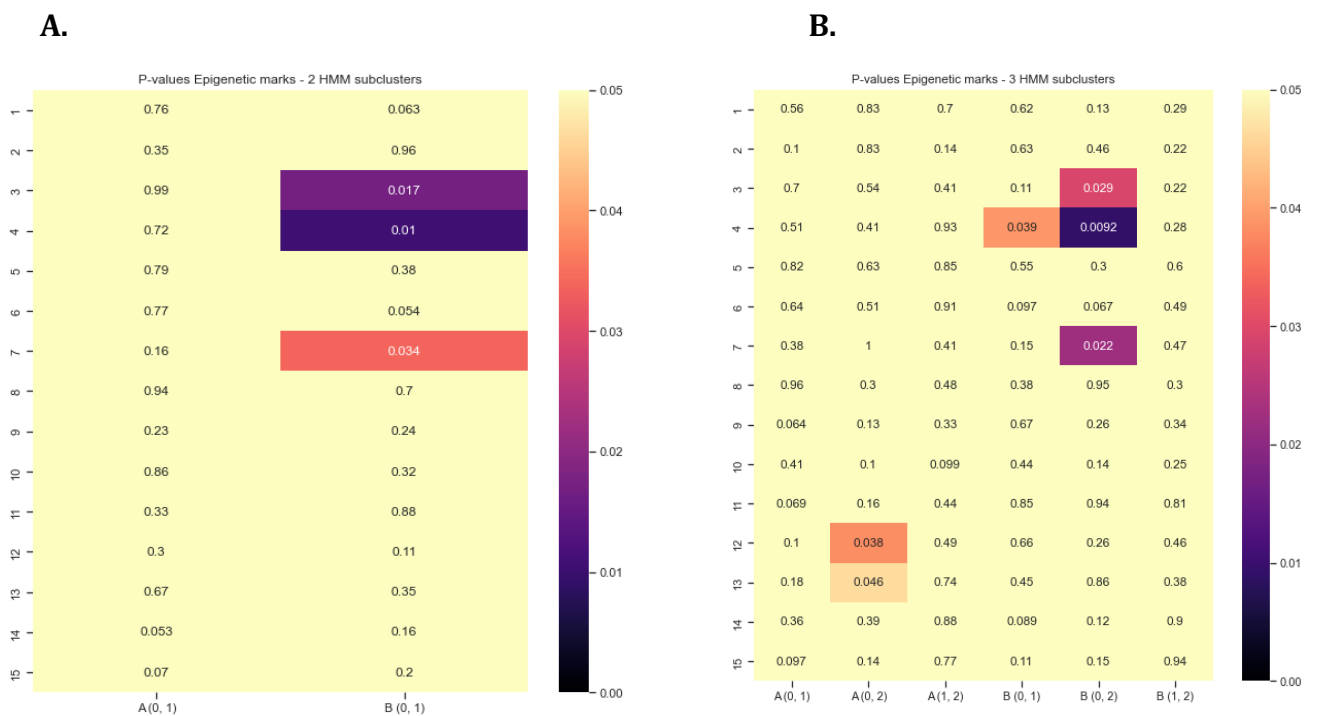 A.
P-values Epigenetic marks - 2 HMM subclusters
1 0.76 0.063
2 0.35 0.96
3 0.99 0.017
4 0.72 0.01
5 0.79 0.38
6 0.77 0.054
7 0.16 0.034
8 0.94 0.7
9 0.23 0.24
10 0.86 0.32
11 0.33 0.88
12 0.3 0.11
13 0.67 0.35
14 0.053 0.16
15 0.07 0.2
A (0, 1) B (0, 1)
0.05
0.04
0.03
0.02
0.01
0.00
B.
P-values Epigenetic marks - 3 HMM subclusters
1 0.56 0.83 0.7 0.62 0.13 0.29
2 0.1 0.83 0.14 0.63 0.46 0.22
3 0.7 0.54 0.41 0.11 0.029 0.22
4 0.51 0.41 0.93 0.039 0.0092 0.28
5 0.82 0.63 0.85 0.55 0.3 0.6
6 0.64 0.51 0.91 0.097 0.067 0.49
7 0.38 1 0.41 0.15 0.022 0.47
8 0.96 0.3 0.48 0.38 0.95 0.3
9 0.064 0.13 0.33 0.67 0.26 0.34
10 0.41 0.1 0.099 0.44 0.14 0.25
11 0.069 0.16 0.44 0.85 0.94 0.81
12 0.1 0.038 0.49 0.66 0.26 0.46
13 0.18 0.046 0.74 0.45 0.86 0.38
14 0.36 0.39 0.88 0.089 0.12 0.9
15 0.097 0.14 0.77 0.11 0.15 0.94
A (0, 1) A (0, 2) A (1, 2) B (0, 1) B (0, 2) B (1, 2)
0.05
0.04
0.03
0.02
0.01
0.00